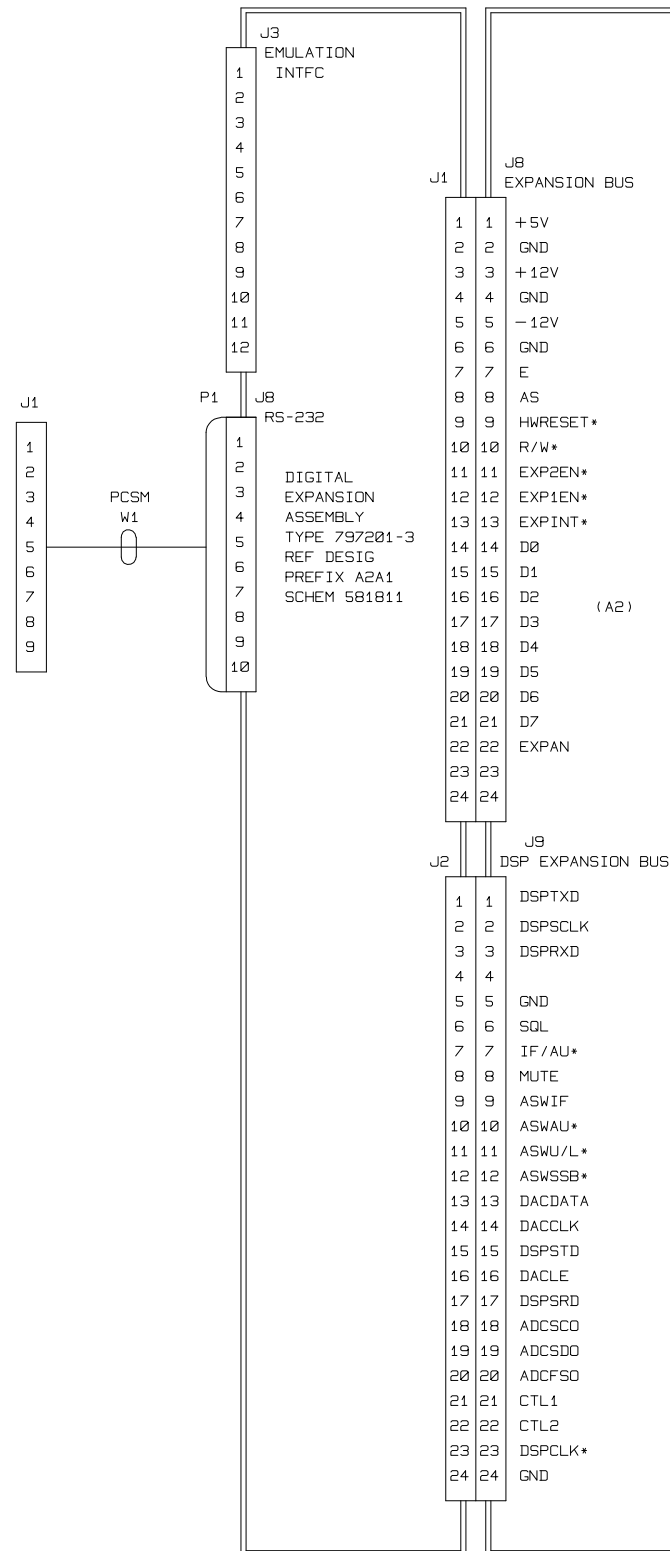 J3
EMULATION
INTFC
1
2
3
4
5
6
7
8
9
10
11
12
J1
1
2
3
4
5
6
7
8
9
PCSM
W1
P1
J8
RS-232
1
2
3
4
5
6
7
8
9
10
DIGITAL
EXPANSION
ASSEMBLY
TYPE 797201-3
REF DESIG
PREFIX A2A1
SCHEM 581811
J1
J8
EXPANSION BUS
1 1 +5V
2 2 GND
3 3 +12V
4 4 GND
5 5 -12V
6 6 GND
7 7 E
8 8 AS
9 9 HWRESET*
10 10 R/W*
11 11 EXP2EN*
12 12 EXP1EN*
13 13 EXPINT*
14 14 D0
15 15 D1
16 16 D2
(A2)
17 17 D3
18 18 D4
19 19 D5
20 20 D6
21 21 D7
22 22 EXPAN
23 23
24 24
J2
J9
DSP EXPANSION BUS
1 1 DSPTXD
2 2 DSPSCLK
3 3 DSPRXD
4 4
5 5 GND
6 6 SQL
7 7 IF/AU*
8 8 MUTE
9 9 ASWIF
10 10 ASWAU*
11 11 ASWU/L*
12 12 ASWSSB*
13 13 DACDATA
14 14 DACCLK
15 15 DSPSTD
16 16 DACLE
17 17 DSPSRD
18 18 ADCSCO
19 19 ADCSDO
20 20 ADCFSO
21 21 CTL1
22 22 CTL2
23 23 DSPCLK*
24 24 GND